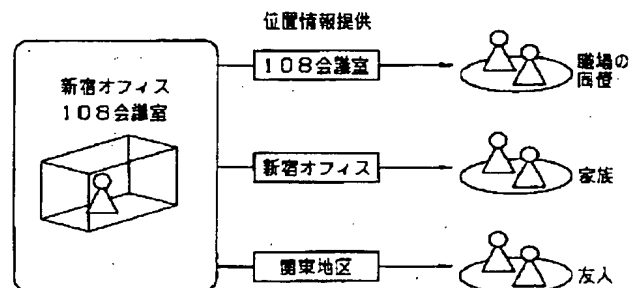 位置情報提供
新宿オフィス
108会議室
108会議室
職場の
同僚
新宿オフィス
家族
関東地区
友人